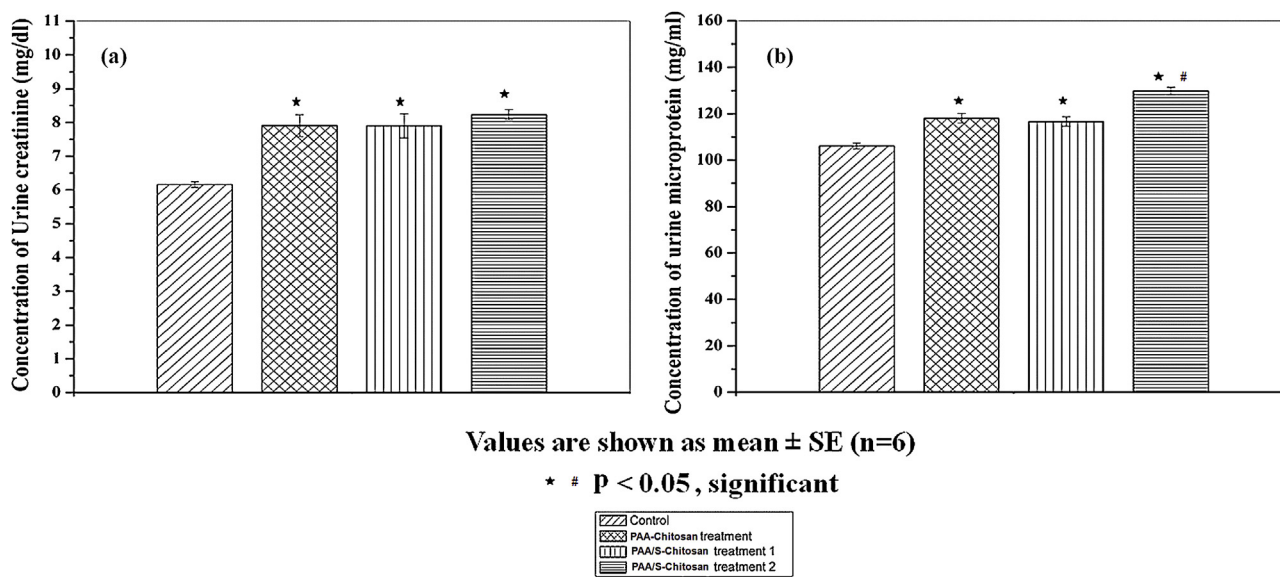 Concentration of Urine creatinine (mg/dl)
11
10
9
8
7
6
5
4
3
2
1
0
(a)
★
★
★
Concentration of urine microprotein (mg/ml)
160
140
120
100
80
60
40
20
0
(b)
★
★
★ #
Values are shown as mean ± SE (n=6)
★ # p < 0.05, significant
Control
PAA-Chitosan treatment
PAA/S-Chitosan treatment 1
PAA/S-Chitosan treatment 2